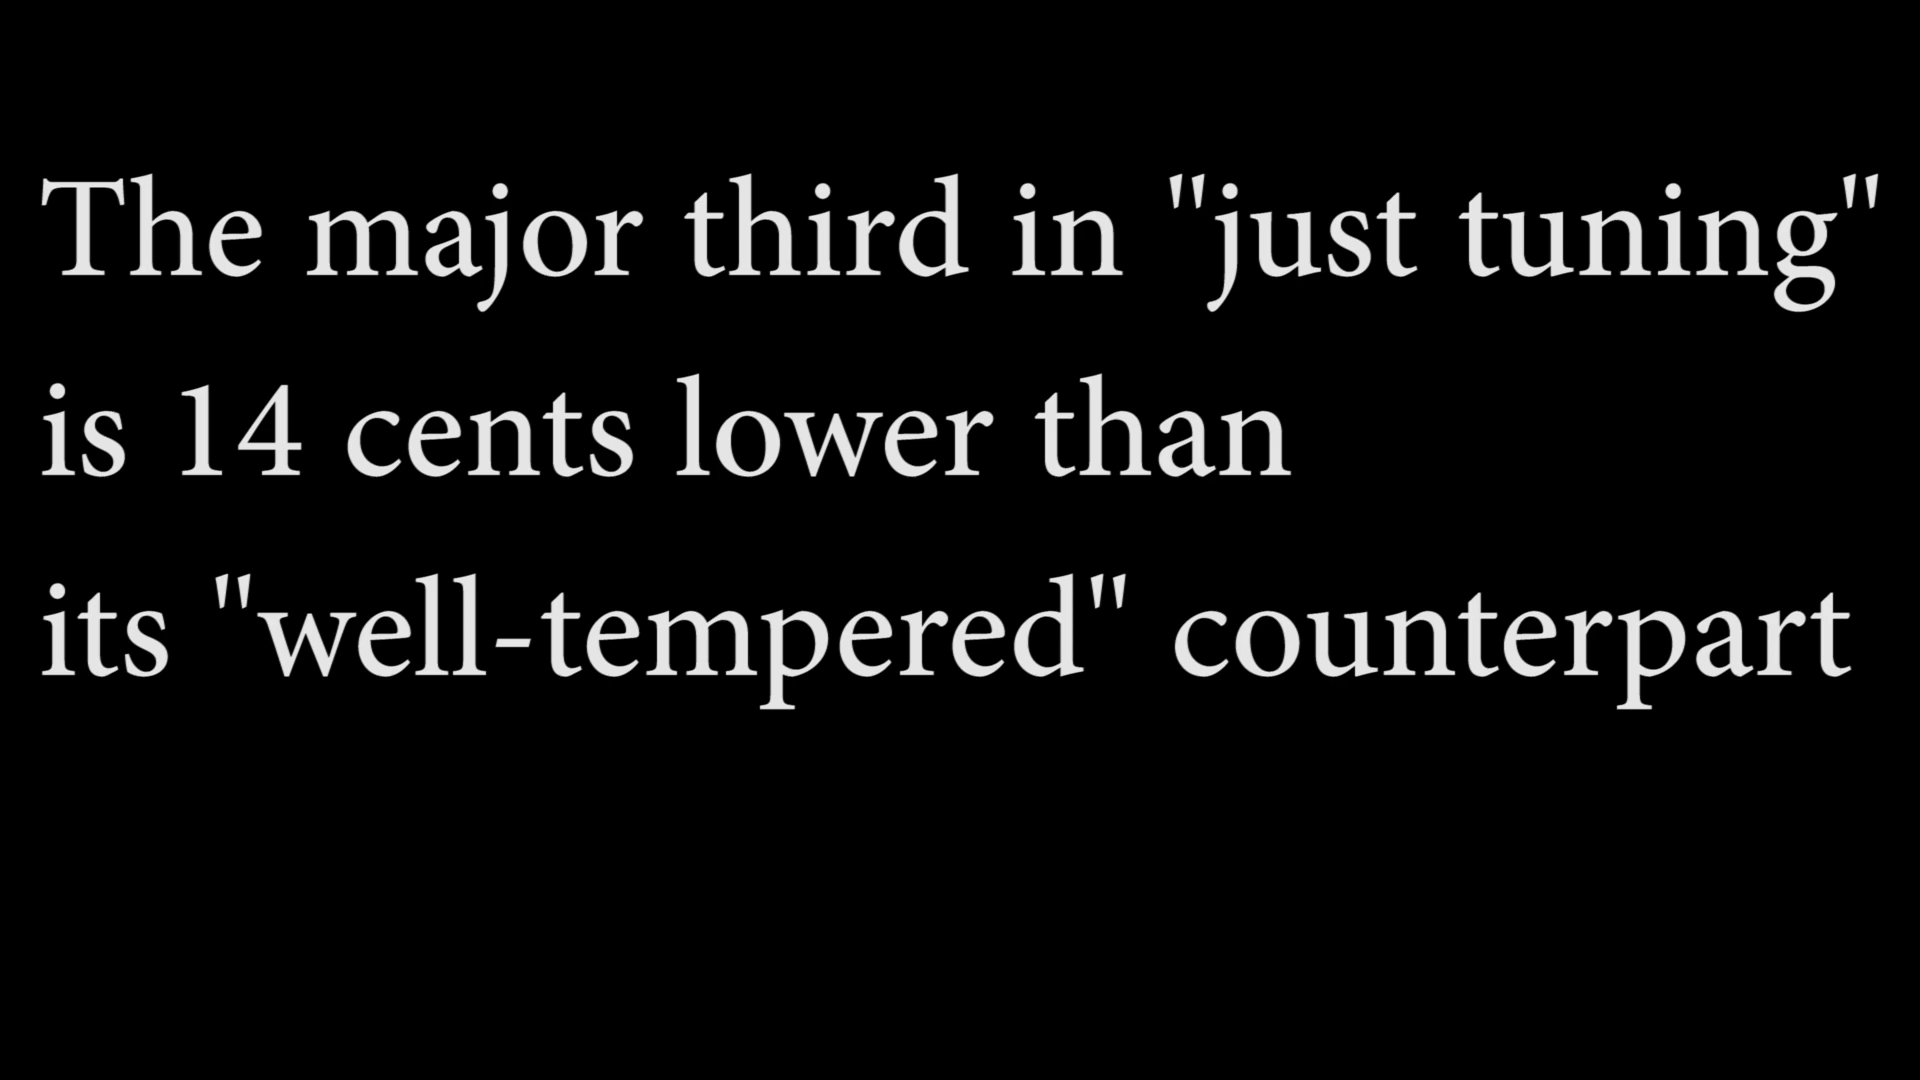 The major third in "just tuning"
is 14 cents lower than
its "well-tempered" counterpart